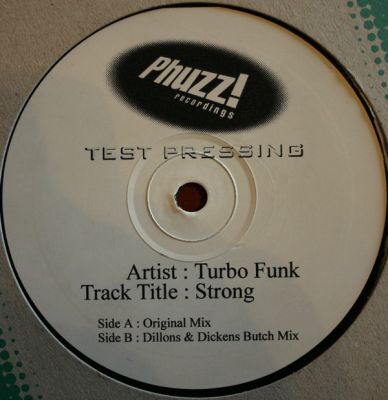 Phuzz!
recordings
TEST PRESSING
Artist : Turbo Funk
Track Title : Strong
Side A : Original Mix
Side B : Dillons & Dickens Butch Mix